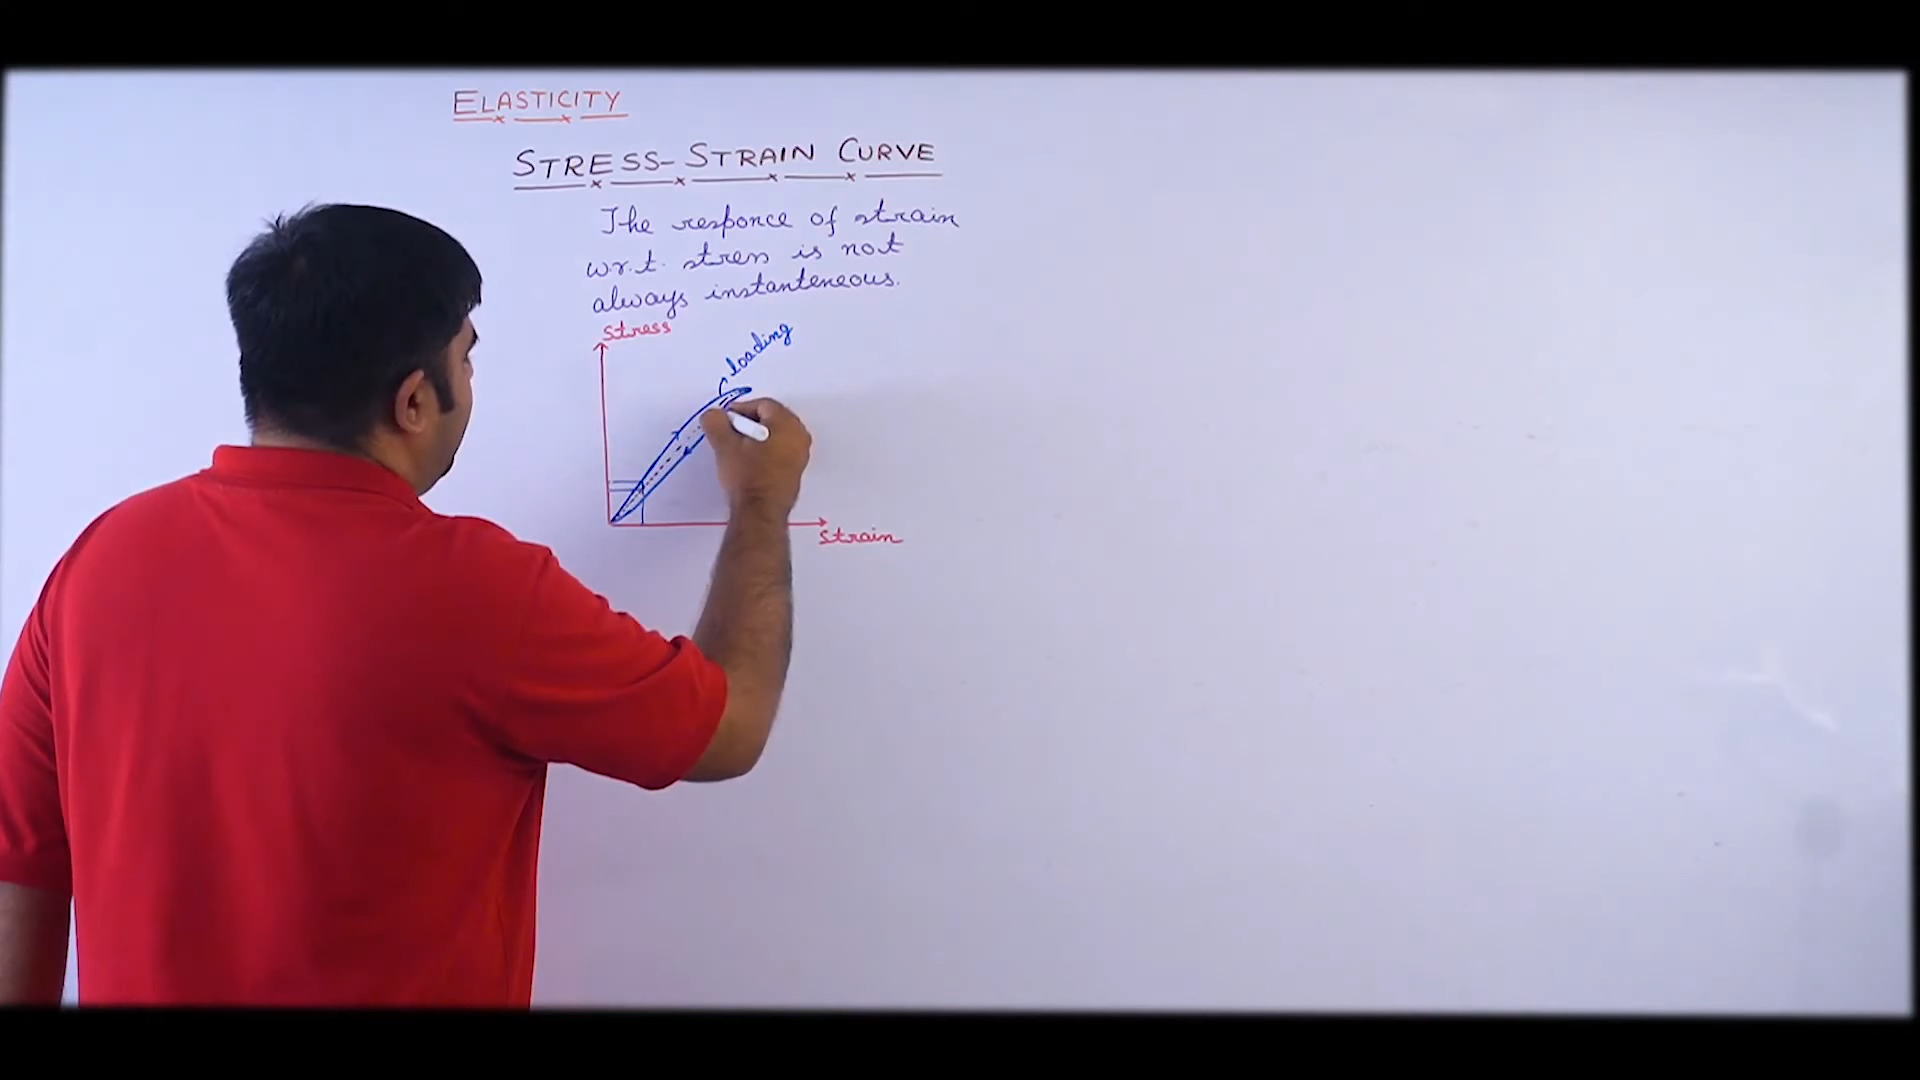 ELASTICITY
STRESS-STRAIN CURVE
The responce of strain
w.r.t. stress is not
always instanteneous.
stress
loading
strain